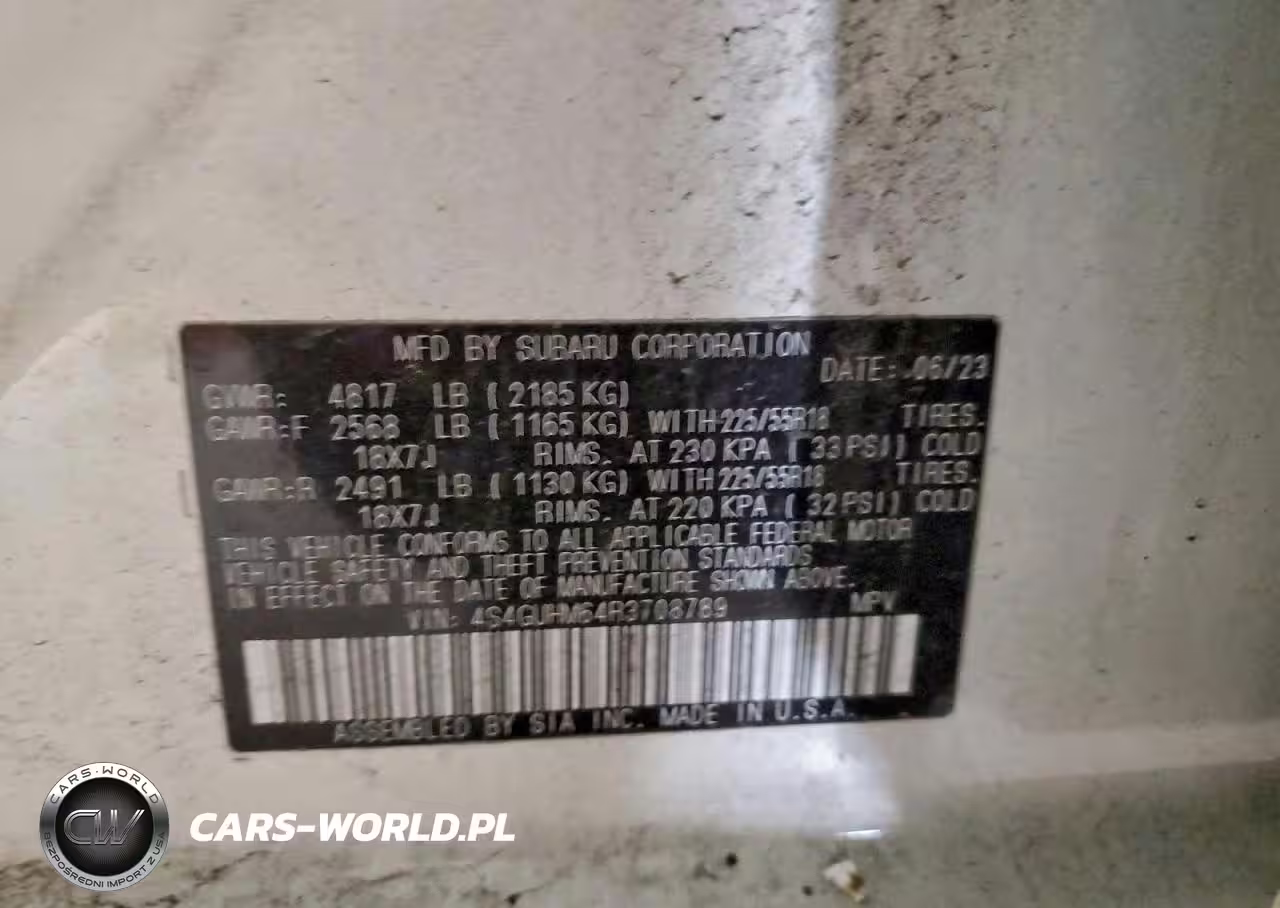 MFD BY SUBARU CORPORATION
DATE: 06/23
GVWR: 4817 LB (2185 KG)
GAWR:F 2568 LB (1165 KG) WITH 225/55R18 TIRES.
18X7J RIMS. AT 230 KPA (33 PSI) COLD
GAWR:R 2491 LB (1130 KG) WITH 225/55R18 TIRES.
18X7J RIMS. AT 220 KPA (32 PSI) COLD
THIS VEHICLE CONFORMS TO ALL APPLICABLE FEDERAL MOTOR
VEHICLE SAFETY AND THEFT PREVENTION STANDARDS
IN EFFECT ON THE DATE OF MANUFACTURE SHOWN ABOVE.
VIN: 4S4GUHM64R3708789 MPV
ASSEMBLED BY SIA INC. MADE IN U.S.A.
CARS-WORLD
CW
BEZPOŚREDNI IMPORT Z USA
CARS-WORLD.PL